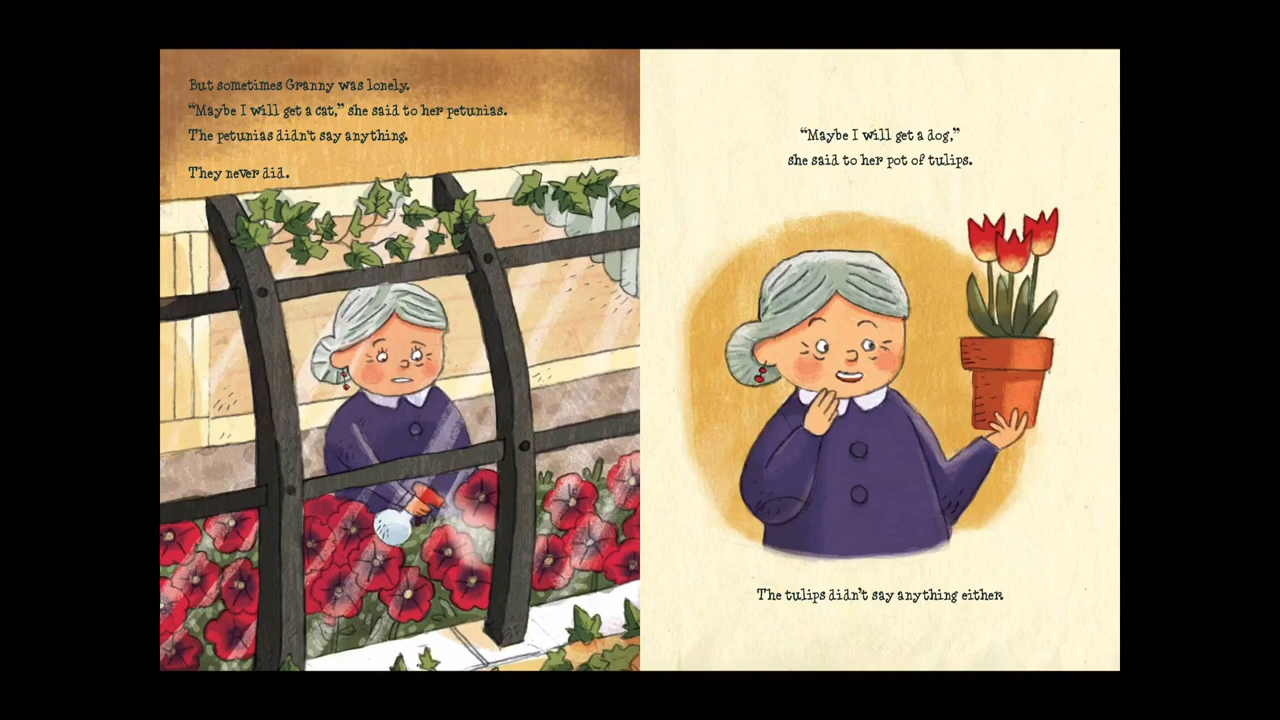 But sometimes Granny was lonely.
“Maybe I will get a cat,” she said to her petunias.
The petunias didn't say anything.
They never did.
“Maybe I will get a dog,”
she said to her pot of tulips.
The tulips didn't say anything either.